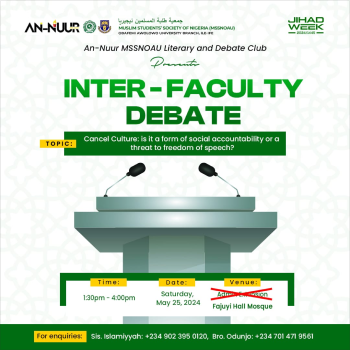 AN-NUUR
جمعية طلبة المسلمين نيجيريا
MUSLIM STUDENTS' SOCIETY OF NIGERIA (MSSNOAU)
OBAFEMI AWOLOWO UNIVERSITY BRANCH, ILE-IFE
JIHAD
WEEK
An-Nuur MSSNOAU Literary and Debate Club
Presents
INTER - FACULTY
DEBATE
TOPIC:
Cancel Culture: is it a form of social accountability or a
threat to freedom of speech?
Time:
1:30pm - 4:00pm
Date:
Saturday,
May 25, 2024
Venue:
Fajuyi Hall Mosque
For enquiries: Sis. Islamiyyah: +234 902 395 0120, Bro. Odunjo: +234 701 471 9561